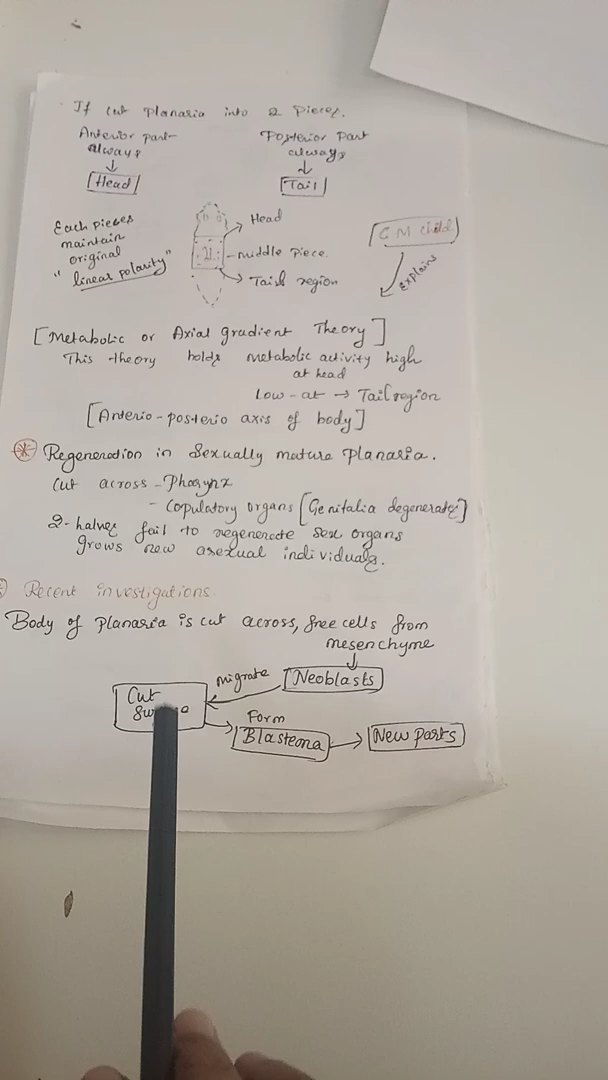 If cut planaria into 2 pieces.
Anterior part always
Posterior Part always
[Head]
[Tail]
Each pieces maintain original "linear polarity"
Head
middle piece.
Tail region
[C M child]
explains
[Metabolic or Axial gradient Theory]
This theory holds metabolic activity high
at head
Low-at → Tail region
[Anterio-posterio axis of body]
Regeneration in Sexually mature planaria.
Cut across-Pharynx
- Copulatory organs [Genitalia degenerate]
2-halves fail to regenerate sex organs
grows new asexual individuals.
Recent investigations
Body of planaria is cut across, free cells from
mesenchyme
migrate
Neoblasts
Cut
Form
Blastema
New parts